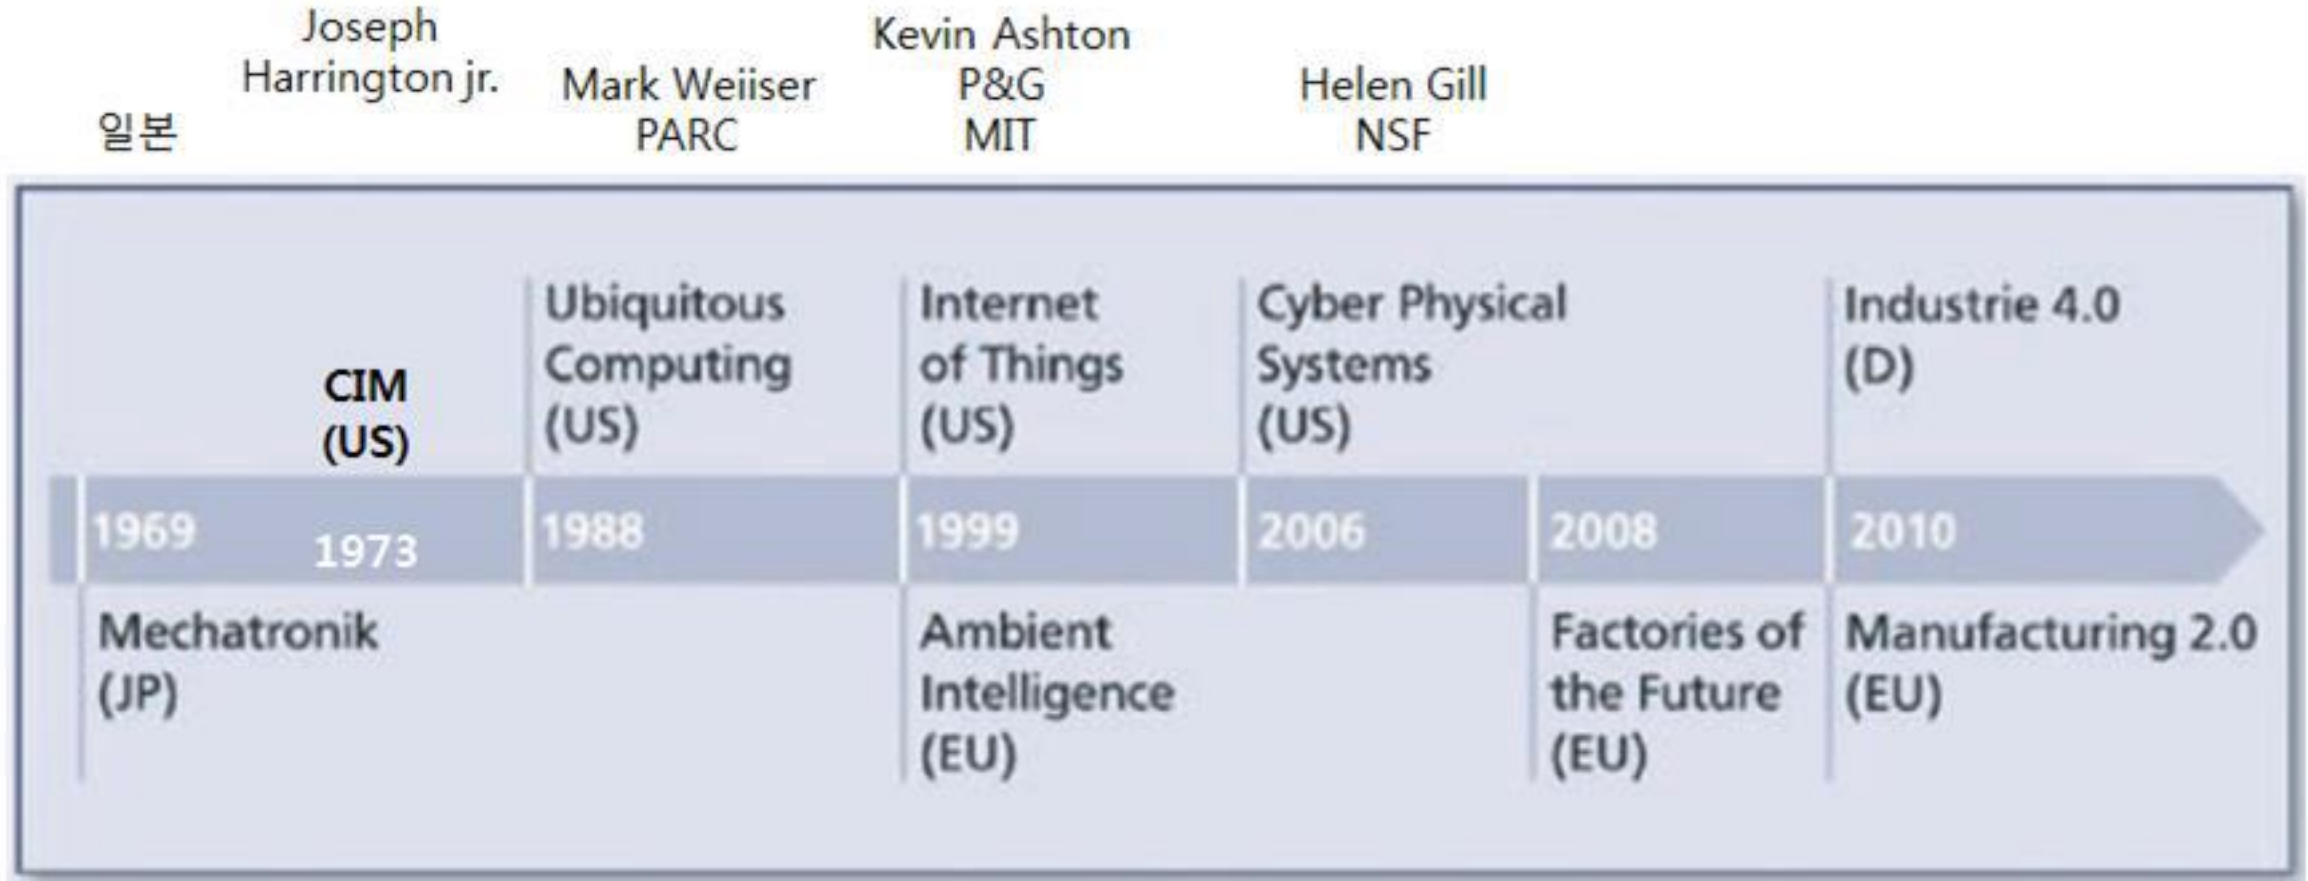 일본
Joseph
Harrington jr.
Mark Weiiser
PARC
Kevin Ashton
P&G
MIT
Helen Gill
NSF
CIM
(US)
Ubiquitous
Computing
(US)
Internet
of Things
(US)
Cyber Physical
Systems
(US)
Industrie 4.0
(D)
1969
1973
1988
1999
2006
2008
2010
Mechatronik
(JP)
Ambient
Intelligence
(EU)
Factories of
the Future
(EU)
Manufacturing 2.0
(EU)